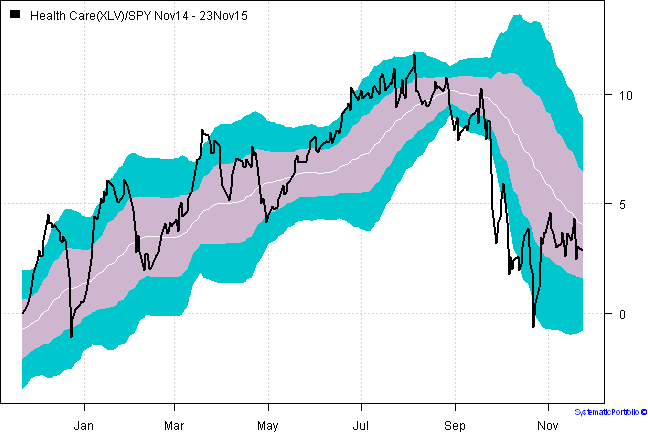 Health Care(XLV)/SPY Nov14 - 23Nov15
10
5
0
Jan Mar May Jul Sep Nov
SystematicPortfolio ©